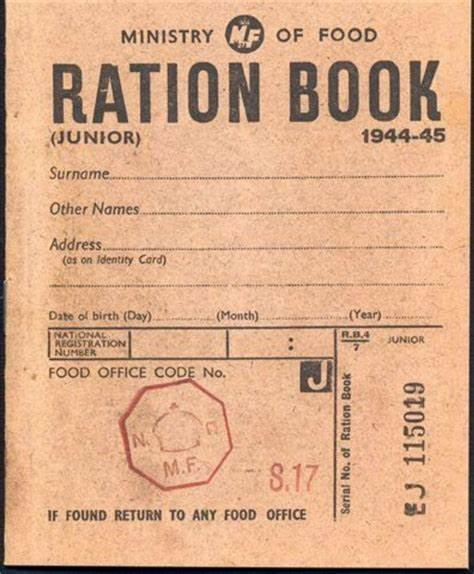 MINISTRY MF OF FOOD
RATION BOOK
(JUNIOR) 1944-45
Surname
Other Names
Address
(as on Identity Card)
Date of birth (Day) (Month) (Year)
NATIONAL REGISTRATION NUMBER :
R.B.4/7 JUNIOR
FOOD OFFICE CODE No. J
N. F.
M.F.
S.17
IF FOUND RETURN TO ANY FOOD OFFICE
Serial No. of Ration Book
EJ 115019